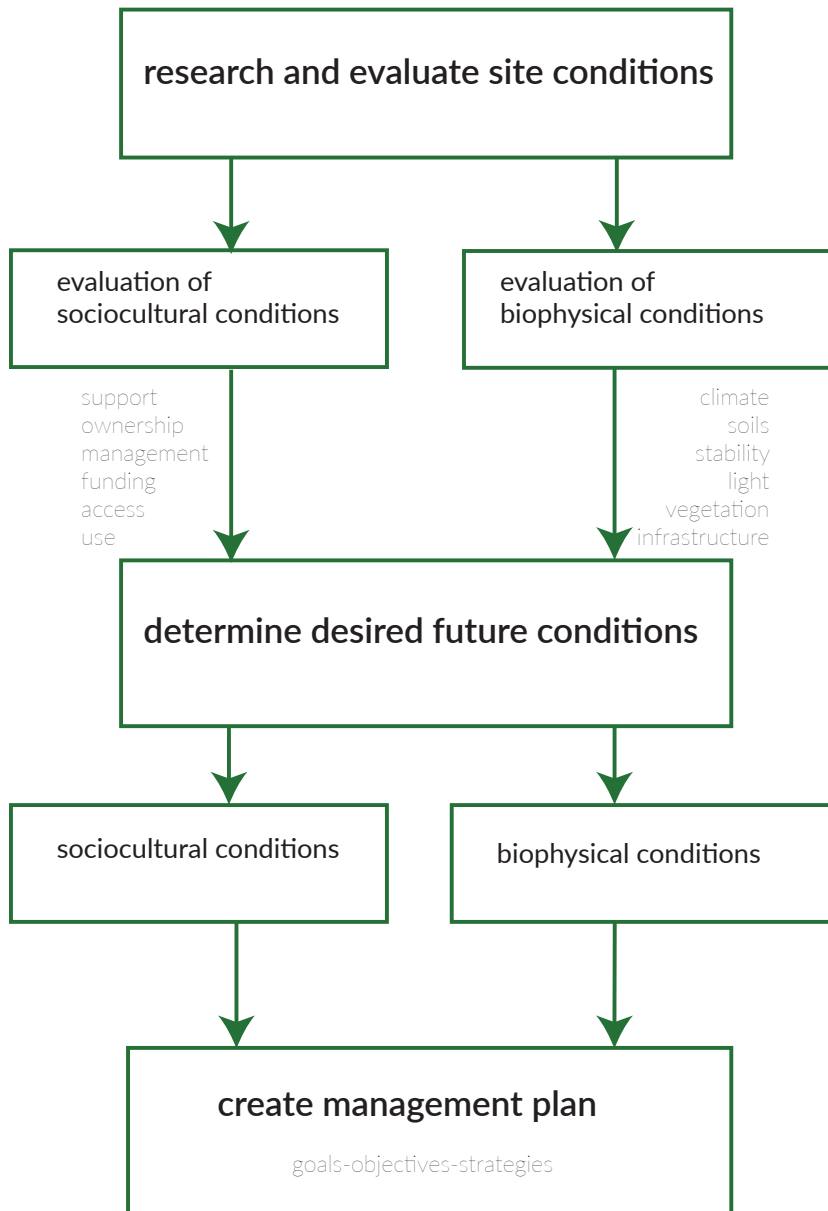 research and evaluate site conditions
evaluation of
sociocultural conditions
evaluation of
biophysical conditions
support
ownership
management
funding
access
use
climate
soils
stability
light
vegetation
infrastructure
determine desired future conditions
sociocultural conditions
biophysical conditions
create management plan
goals-objectives-strategies